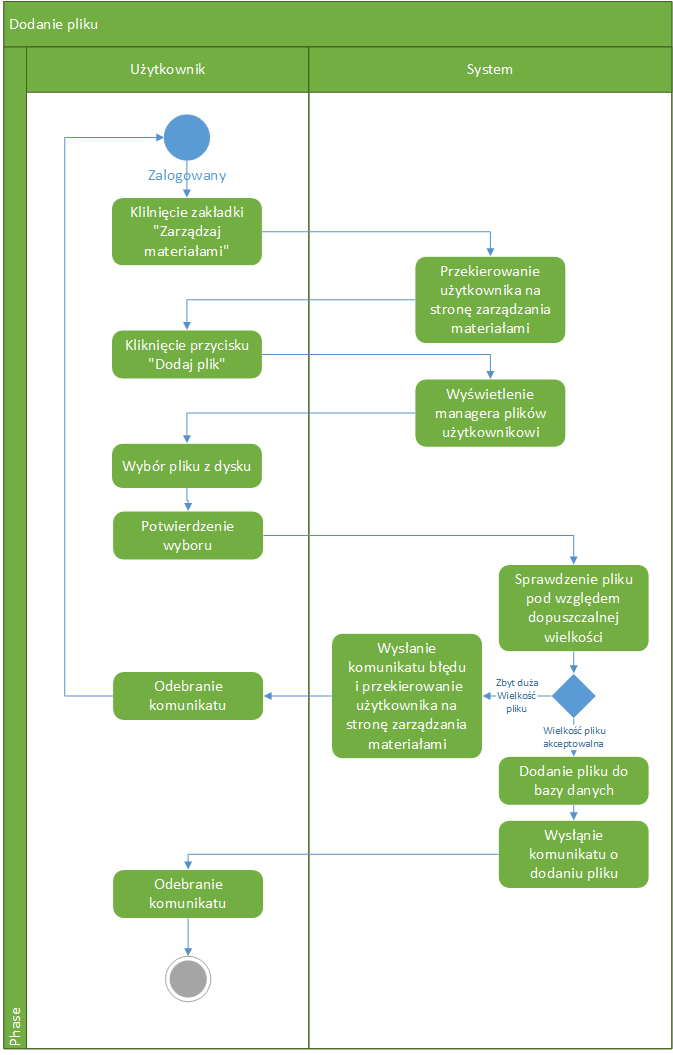 Dodanie pliku
Użytkownik
System
Zalogowany
Klilnięcie zakładki
"Zarządzaj
materiałami"
Przekierowanie
użytkownika na
stronę zarządzania
materiałami
Kliknięcie przycisku
"Dodaj plik"
Wyświetlenie
managera plików
użytkownikowi
Wybór pliku z dysku
Potwierdzenie
wyboru
Sprawdzenie pliku
pod względem
dopuszczalnej
wielkości
Zbyt duża
Wielkość
pliku
Wysłanie
komunikatu błędu
i przekierowanie
użytkownika na
stronę zarządzania
materiałami
Odebranie
komunikatu
Wielkość pliku
akceptowalna
Dodanie pliku do
bazy danych
Wysłąnie
komunikatu o
dodaniu pliku
Odebranie
komunikatu
Phase